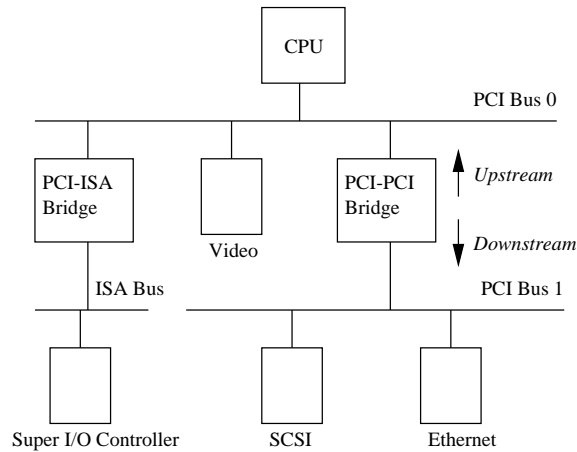 CPU
PCI Bus 0
PCI-ISA
Bridge
Video
PCI-PCI
Bridge
Upstream
Downstream
ISA Bus
PCI Bus 1
Super I/O Controller
SCSI
Ethernet